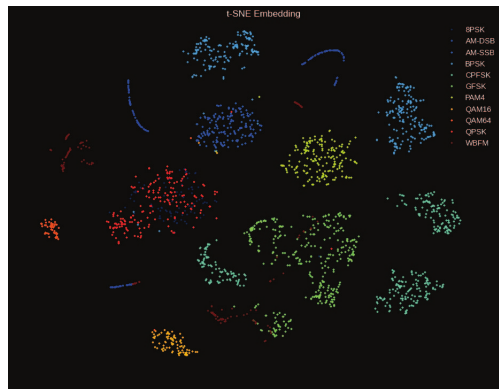 t-SNE Embedding
8PSK
AM-DSB
AM-SSB
BPSK
CPFSK
GFSK
PAM4
QAM16
QAM64
QPSK
WBFM